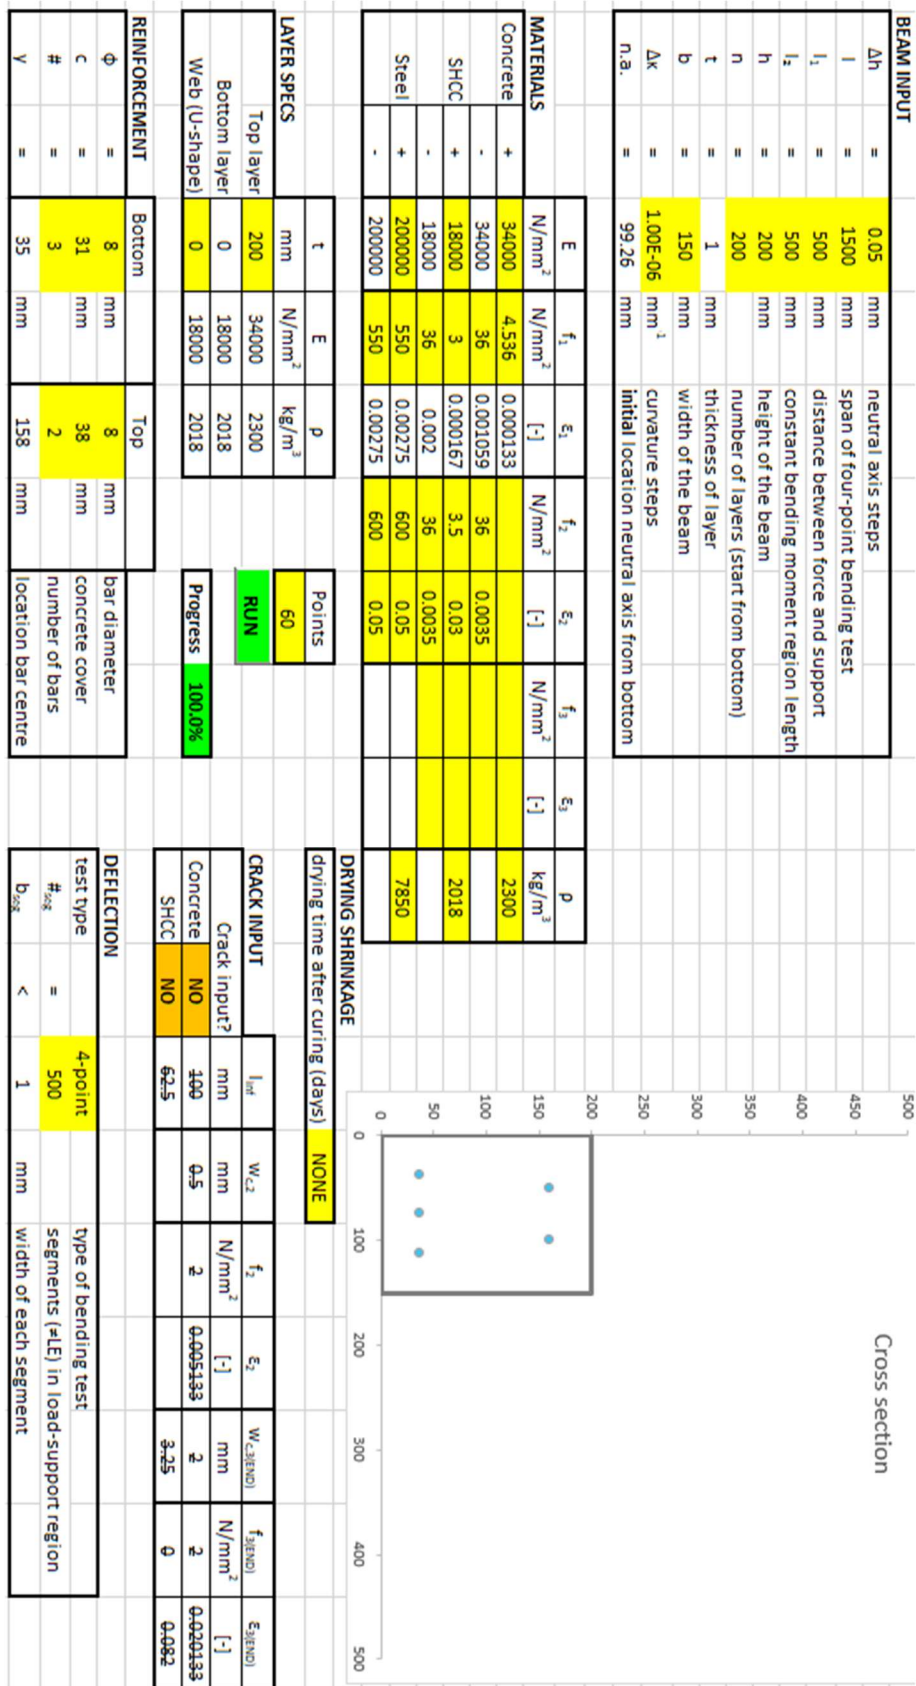 BEAM INPUT
Δh = 0.05 mm neutral axis steps
l = 1500 mm span of four-point bending test
l₁ = 500 mm distance between force and support
l₂ = 500 mm constant bending moment region length
h = 200 mm height of the beam
n = 200 number of layers (start from bottom)
t = 1 mm thickness of layer
b = 150 mm width of the beam
Δκ = 1.00E-06 mm⁻¹ curvature steps
n.a. = 99.26 mm initial location neutral axis from bottom
Cross section
500
450
400
350
300
250
200
150
100
50
0
0 100 200 300 400 500
MATERIALS E f₁ ε₁ f₂ ε₂ f₃ ε₃ ρ
N/mm² N/mm² [-] N/mm² [-] N/mm² [-] kg/m³
Concrete + 34000 4.536 0.000133 2300
- 34000 36 0.001059 36 0.0035
SHCC + 18000 3 0.000167 3.5 0.03 2018
- 18000 36 0.002 36 0.0035
Steel + 200000 550 0.00275 600 0.05 7850
- 200000 550 0.00275 600 0.05
LAYER SPECS t E ρ
mm N/mm² kg/m³
Top layer 200 34000 2300
Bottom layer 0 18000 2018
Web (U-shape) 0 18000 2018
Points
60
RUN
Progress 100.0%
DRYING SHRINKAGE
drying time after curing (days) NONE
CRACK INPUT l_inf w_c,2 f₂ ε₂ w_c,3(END) f_3(END) ε_3(END)
Crack input? mm mm N/mm² [-] mm N/mm² [-]
Concrete NO 100 0.5 2 0.005133 2 2 0.020133
SHCC NO 62.5 3.25 0 0.082
REINFORCEMENT Bottom Top
Φ = 8 mm 8 mm bar diameter
c = 31 mm 38 mm concrete cover
# = 3 2 number of bars
y = 35 mm 158 mm location bar centre
DEFLECTION
test type = 4-point type of bending test
#seg = 500 segments (≠LE) in load-support region
b_seg < 1 mm width of each segment